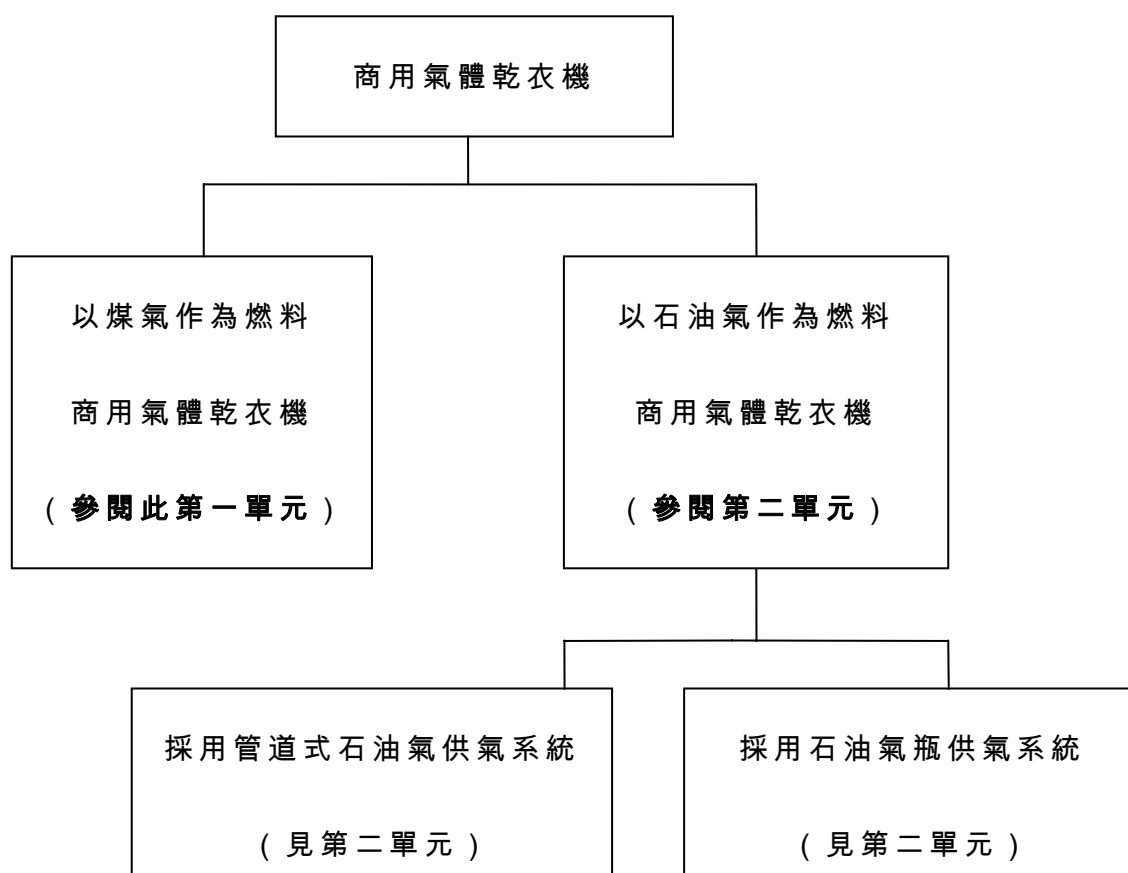 商用氣體乾衣機
以煤氣作為燃料
商用氣體乾衣機
(參閱此第一單元)
以石油氣作為燃料
商用氣體乾衣機
(參閱第二單元)
採用管道式石油氣供氣系統
(見第二單元)
採用石油氣瓶供氣系統
(見第二單元)